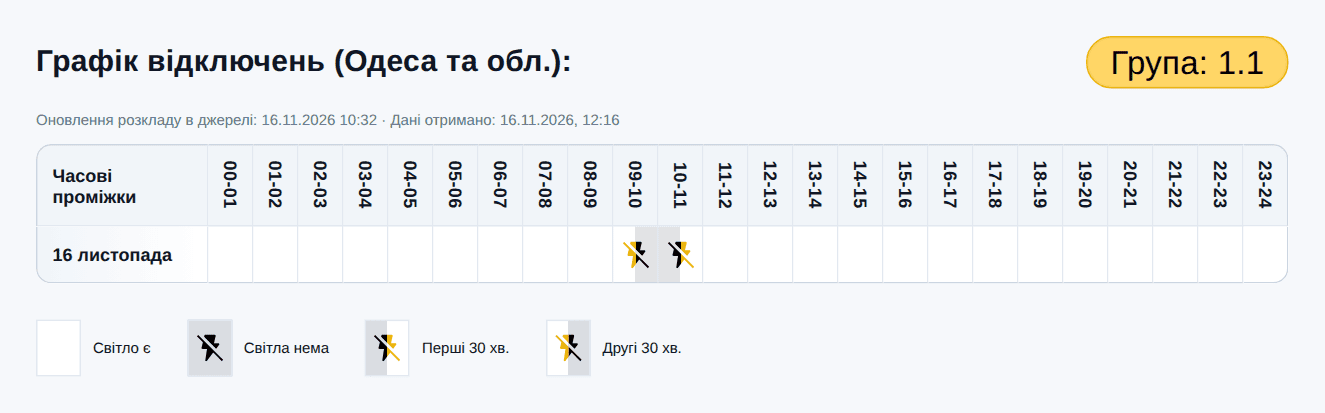 Графік відключень (Одеса та обл.):
Група: 1.1
Оновлення розкладу в джерелі: 16.11.2026 10:32 · Дані отримано: 16.11.2026, 12:16
Часові
проміжки
00-01
01-02
02-03
03-04
04-05
05-06
06-07
07-08
08-09
09-10
10-11
11-12
12-13
13-14
14-15
15-16
16-17
17-18
18-19
19-20
20-21
21-22
22-23
23-24
16 листопада
Світло є
Світла нема
Перші 30 хв.
Другі 30 хв.